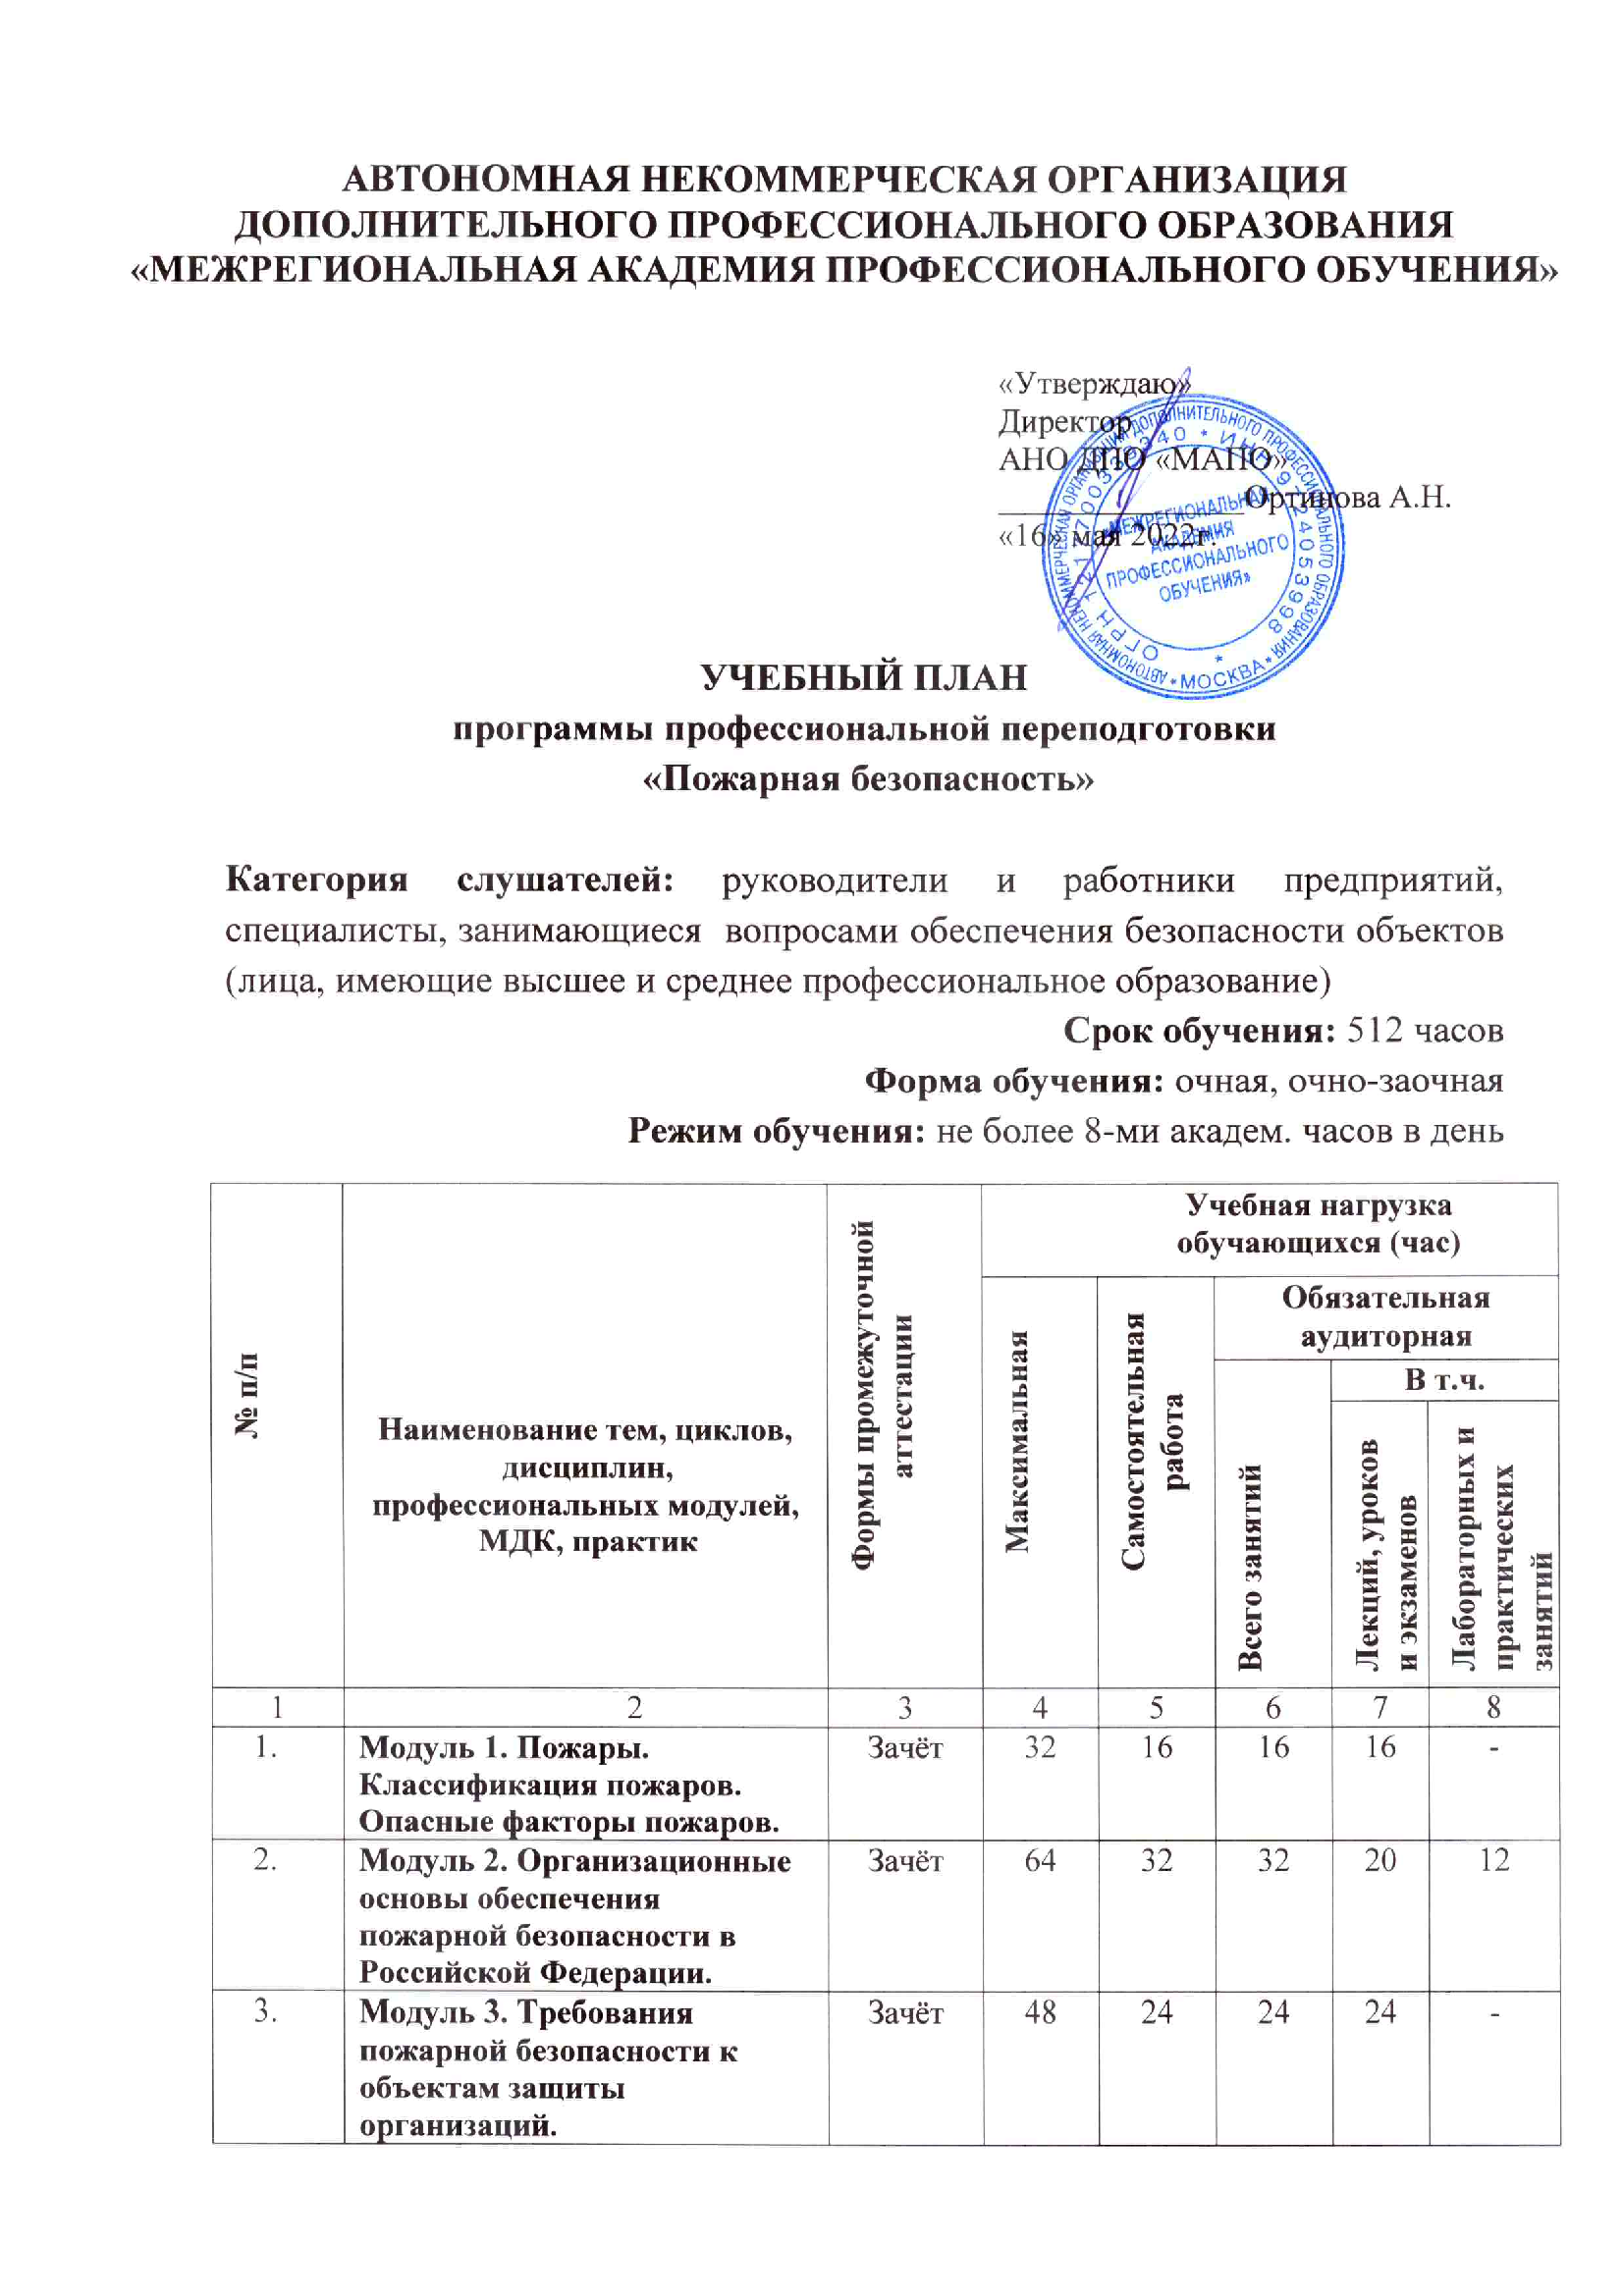 АВТОНОМНАЯ НЕКОММЕРЧЕСКАЯ ОРГАНИЗАЦИЯ
ДОПОЛНИТЕЛЬНОГО ПРОФЕССИОНАЛЬНОГО ОБРАЗОВАНИЯ
«МЕЖРЕГИОНАЛЬНАЯ АКАДЕМИЯ ПРОФЕССИОНАЛЬНОГО ОБУЧЕНИЯ»
«Утверждаю»
Директор
АНО ДПО «МАПО»
Ортинова А.Н.
«16» мая 2022г.
АВТОНОМНАЯ НЕКОММЕРЧЕСКАЯ ОРГАНИЗАЦИЯ ДОПОЛНИТЕЛЬНОГО ПРОФЕССИОНАЛЬНОГО ОБРАЗОВАНИЯ * МОСКВА *
ОГРН * ИНН 9724053998 *
«МЕЖРЕГИОНАЛЬНАЯ
АКАДЕМИЯ
ПРОФЕССИОНАЛЬНОГО
ОБУЧЕНИЯ»
УЧЕБНЫЙ ПЛАН
программы профессиональной переподготовки
«Пожарная безопасность»
Категория слушателей: руководители и работники предприятий,
специалисты, занимающиеся вопросами обеспечения безопасности объектов
(лица, имеющие высшее и среднее профессиональное образование)
Срок обучения: 512 часов
Форма обучения: очная, очно-заочная
Режим обучения: не более 8-ми академ. часов в день
№ п/п
Наименование тем, циклов,
дисциплин,
профессиональных модулей,
МДК, практик
Формы промежуточной
аттестации
Учебная нагрузка
обучающихся (час)
Максимальная
Самостоятельная
работа
Обязательная
аудиторная
Всего занятий
В т.ч.
Лекций, уроков
и экзаменов
Лабораторных и
практических
занятий
1 2 3 4 5 6 7 8
1. Модуль 1. Пожары. Зачёт 32 16 16 16 -
Классификация пожаров.
Опасные факторы пожаров.
2. Модуль 2. Организационные Зачёт 64 32 32 20 12
основы обеспечения
пожарной безопасности в
Российской Федерации.
3. Модуль 3. Требования Зачёт 48 24 24 24 -
пожарной безопасности к
объектам защиты
организаций.